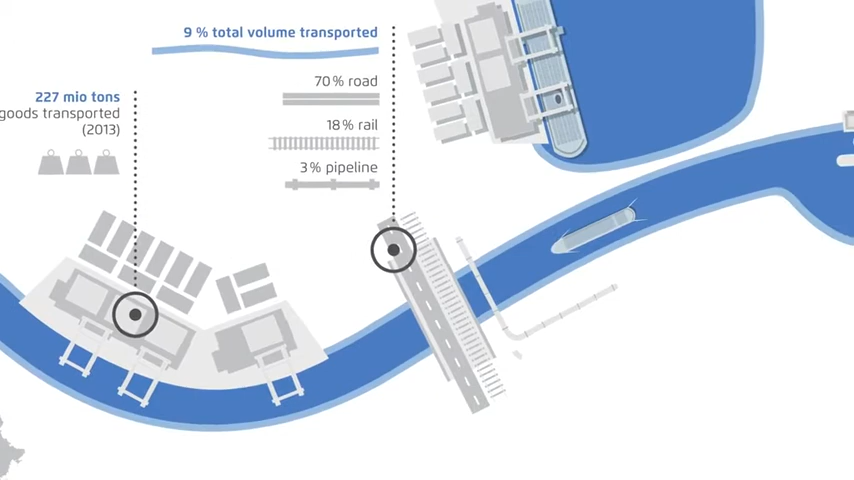 9 % total volume transported
70 % road
18 % rail
3 % pipeline
227 mio tons
goods transported
(2013)